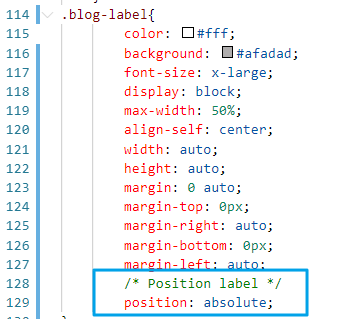 114 .blog-label{
115 color: #fff;
116 background: #afadad;
117 font-size: x-large;
118 display: block;
119 max-width: 50%;
120 align-self: center;
121 width: auto;
122 height: auto;
123 margin: 0 auto;
124 margin-top: 0px;
125 margin-right: auto;
126 margin-bottom: 0px;
127 margin-left: auto;
128 /* Position label */
129 position: absolute;